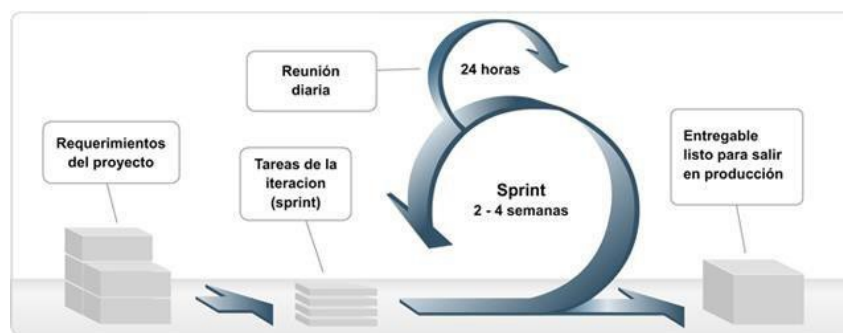 Reunión
diaria
24 horas
Requerimientos
del proyecto
Tareas de la
iteracion
(sprint)
Sprint
2 - 4 semanas
Entregable
listo para salir
en producción